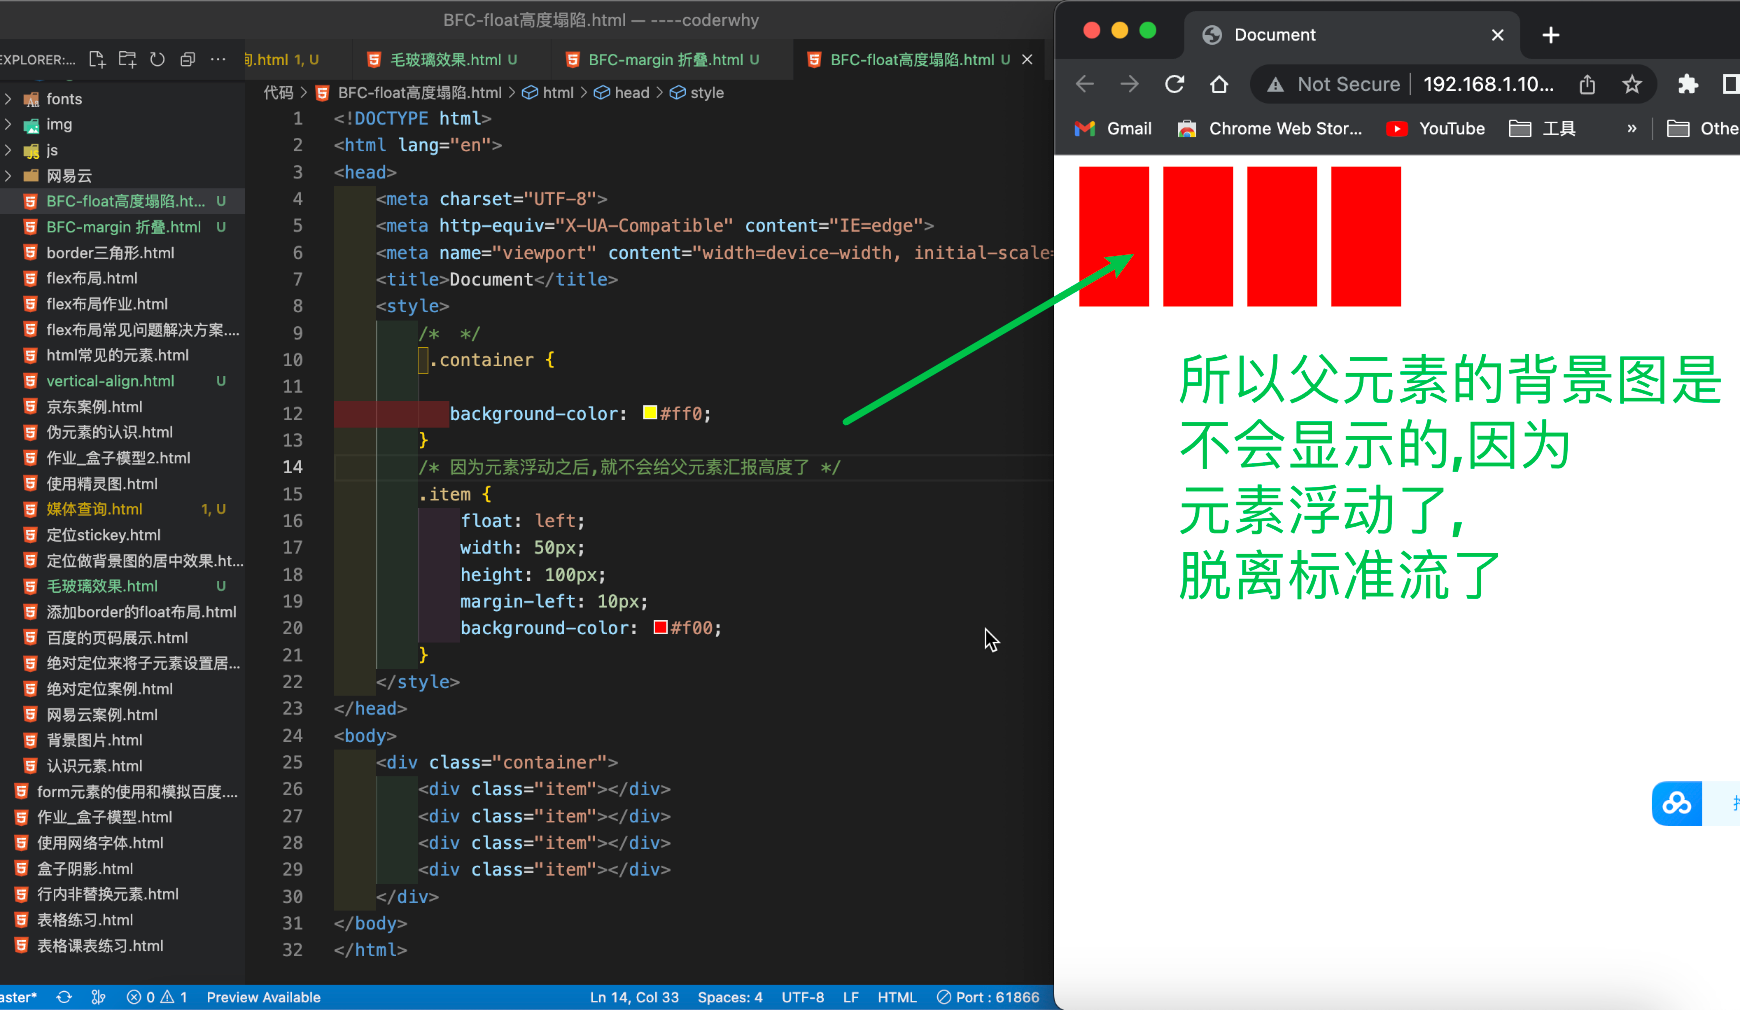 BFC-float高度塌陷.html — ----coderwhy
EXPLORER:...
.html 1, U
毛玻璃效果.html U
BFC-margin 折叠.html U
BFC-float高度塌陷.html U
代码 > BFC-float高度塌陷.html > html > head > style
fonts
img
js
网易云
BFC-float高度塌陷.ht... U
BFC-margin 折叠.html U
border三角形.html
flex布局.html
flex布局作业.html
flex布局常见问题解决方案....
html常见的元素.html
vertical-align.html U
京东案例.html
伪元素的认识.html
作业_盒子模型2.html
使用精灵图.html
媒体查询.html 1, U
定位stickey.html
定位做背景图的居中效果.ht...
毛玻璃效果.html U
添加border的float布局.html
百度的页码展示.html
绝对定位来将子元素设置居...
绝对定位案例.html
网易云案例.html
背景图片.html
认识元素.html
form元素的使用和模拟百度....
作业_盒子模型.html
使用网络字体.html
盒子阴影.html
行内非替换元素.html
表格练习.html
表格课表练习.html
1 <!DOCTYPE html>
2 <html lang="en">
3 <head>
4 <meta charset="UTF-8">
5 <meta http-equiv="X-UA-Compatible" content="IE=edge">
6 <meta name="viewport" content="width=device-width, initial-scale=
7 <title>Document</title>
8 <style>
9 /*  */
10 .container {
11
12 background-color: #ff0;
13 }
14 /* 因为元素浮动之后,就不会给父元素汇报高度了 */
15 .item {
16 float: left;
17 width: 50px;
18 height: 100px;
19 margin-left: 10px;
20 background-color: #f00;
21 }
22 </style>
23 </head>
24 <body>
25 <div class="container">
26 <div class="item"></div>
27 <div class="item"></div>
28 <div class="item"></div>
29 <div class="item"></div>
30 </div>
31 </body>
32 </html>
aster* 0 1 Preview Available Ln 14, Col 33 Spaces: 4 UTF-8 LF HTML Port : 61866
Document
Not Secure 192.168.1.10...
Gmail Chrome Web Stor... YouTube 工具 » Othe
所以父元素的背景图是
不会显示的,因为
元素浮动了,
脱离标准流了